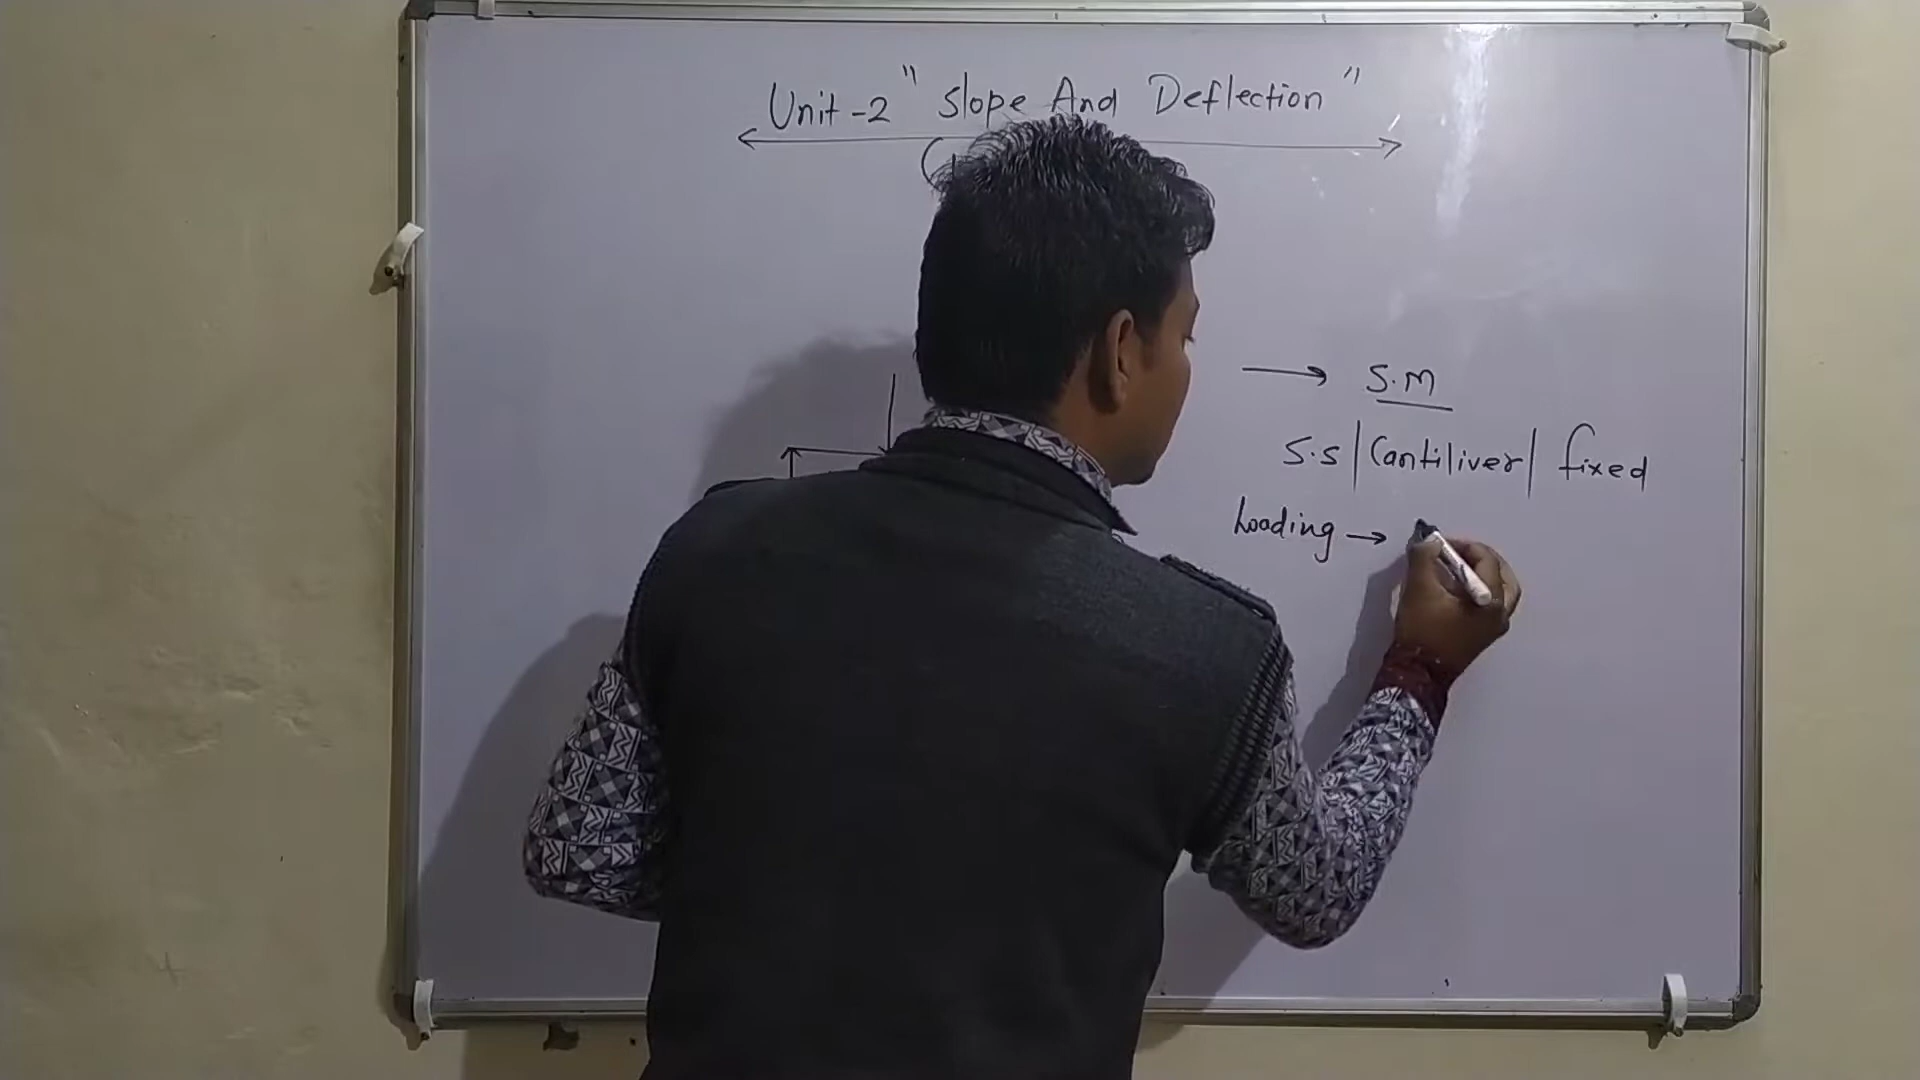 Unit-2 "Slope And Deflection"
→ S.M
S.S | Cantiliver | fixed
Loading →